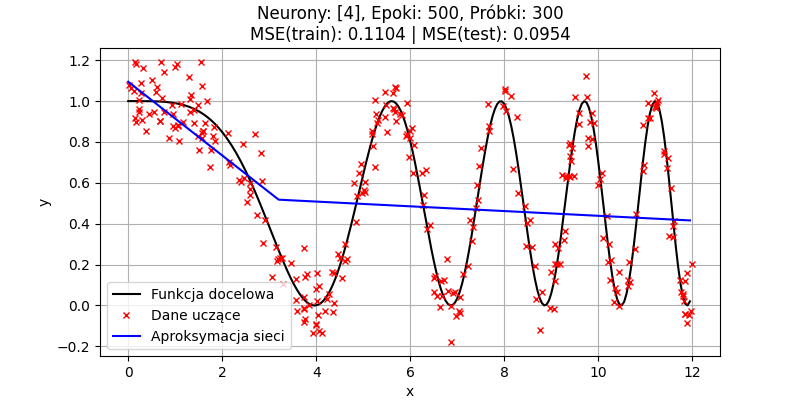 Neurony: [4], Epoki: 500, Próbki: 300
MSE(train): 0.1104 | MSE(test): 0.0954
1.2
1.0
0.8
0.6
0.4
0.2
0.0
−0.2
y
Funkcja docelowa
Dane uczące
Aproksymacja sieci
0 2 4 6 8 10 12
x